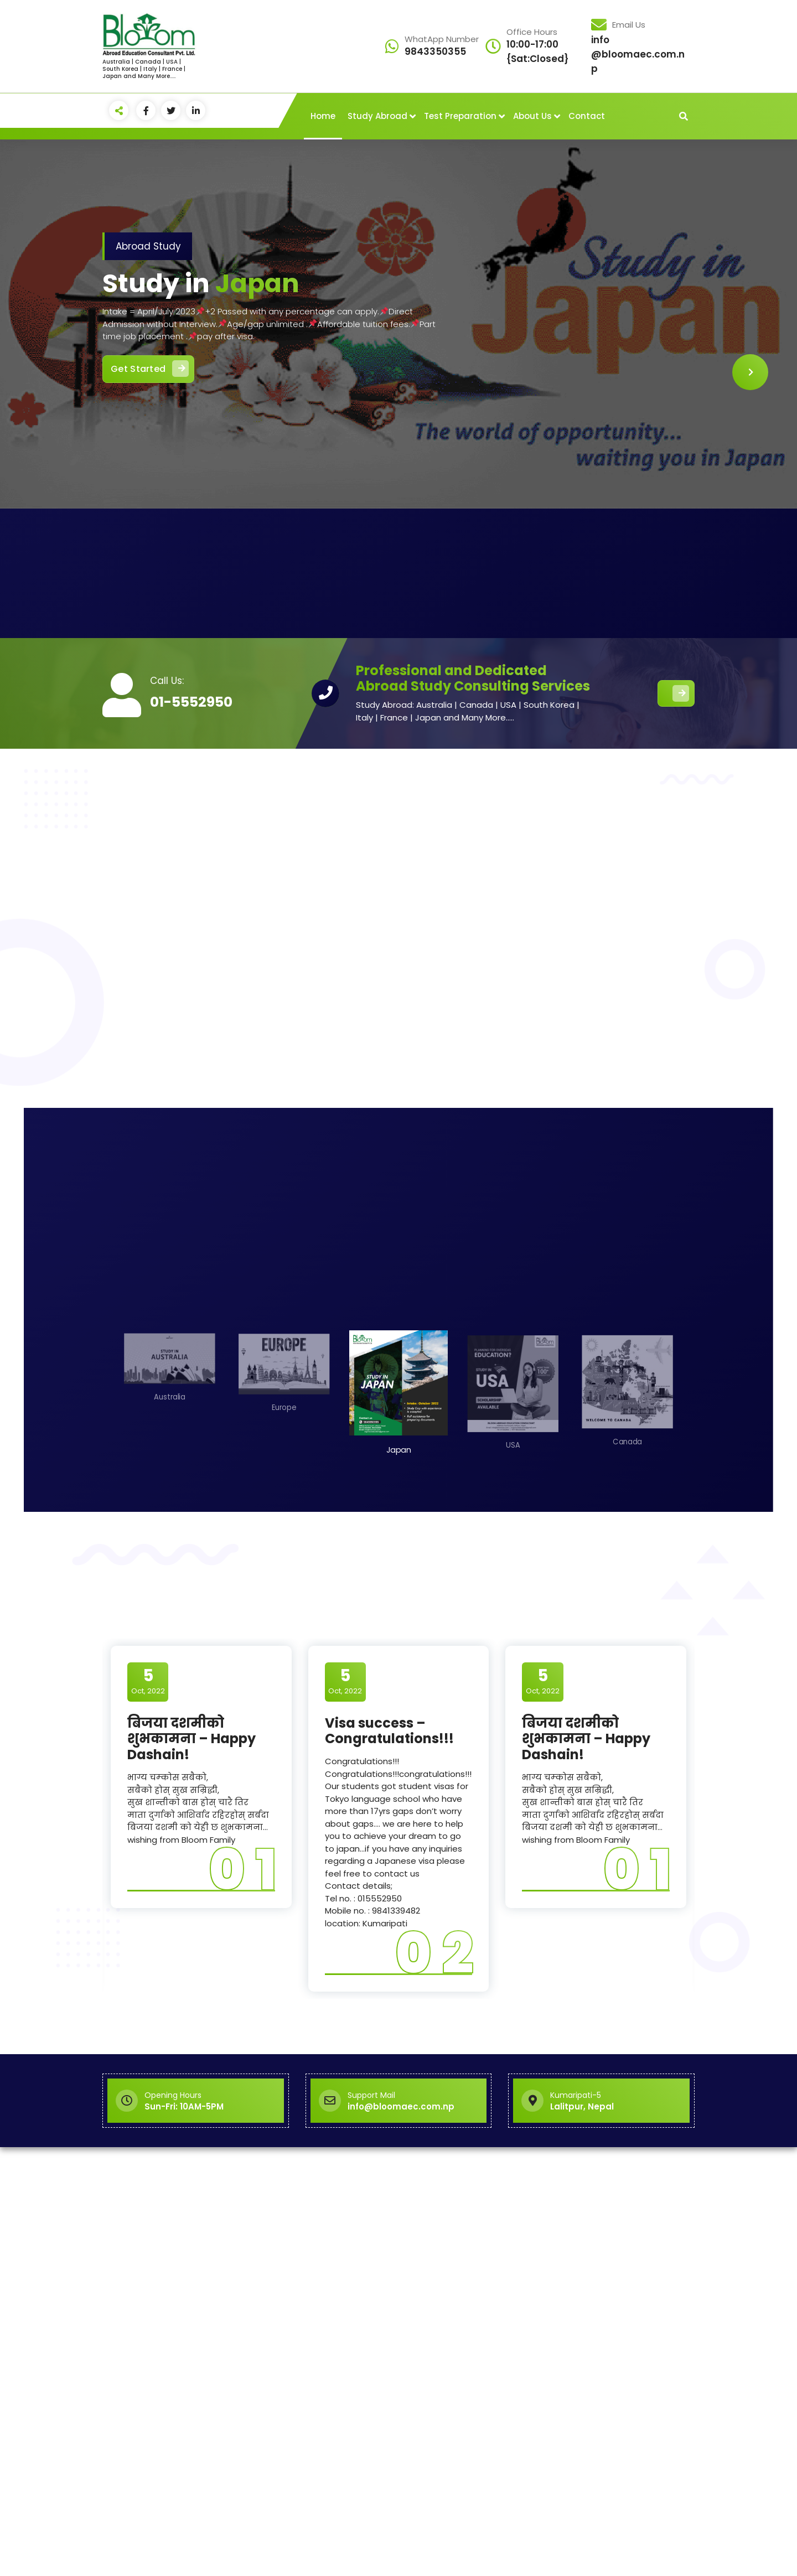 Bloom
Abroad Education Consultant Pvt. Ltd.
Australia | Canada | USA |
South Korea | Italy | France |
Japan and Many More....
WhatApp Number
9843350355
Office Hours
10:00-17:00
{Sat:Closed}
Email Us
info
@bloomaec.com.n
p
Home
Study Abroad
Test Preparation
About Us
Contact
Abroad Study
Study in Japan
Intake = April/July 2023📌+2 Passed with any percentage can apply.📌Direct
Admission without Interview.📌Age/gap unlimited .📌Affordable tuition fees.📌Part
time job placement .📌pay after visa.
Get Started
Study in
Japan
The world of opportunity...
waiting you in Japan
Call Us:
01-5552950
Professional and Dedicated
Abroad Study Consulting Services
Study Abroad: Australia | Canada | USA | South Korea |
Italy | France | Japan and Many More.....
STUDY IN
AUSTRALIA
Australia
EUROPE
Europe
Bloom
STUDY IN
JAPAN
Japan
EDUCATION?
STUDY IN
USA
SCHOLARSHIP
AVAILABLE
USA
WELCOME TO CANADA
Canada
5
Oct, 2022
बिजया दशमीको
शुभकामना – Happy
Dashain!
भाग्य चम्कोस सबैको,
सबैको होस् सुख सम्रिद्दी,
सुख शान्तीको बास होस् चारै तिर
माता दुर्गाको आशिर्वाद रहिरहोस् सर्बदा
बिजया दशमी को येही छ शुभकामना...
wishing from Bloom Family
01
5
Oct, 2022
Visa success –
Congratulations!!!
Congratulations!!!
Congratulations!!!congratulations!!!
Our students got student visas for
Tokyo language school who have
more than 17yrs gaps don’t worry
about gaps.... we are here to help
you to achieve your dream to go
to japan...if you have any inquiries
regarding a Japanese visa please
feel free to contact us
Contact details;
Tel no. : 015552950
Mobile no. : 9841339482
location: Kumaripati
02
5
Oct, 2022
बिजया दशमीको
शुभकामना – Happy
Dashain!
भाग्य चम्कोस सबैको,
सबैको होस् सुख सम्रिद्दी,
सुख शान्तीको बास होस् चारै तिर
माता दुर्गाको आशिर्वाद रहिरहोस् सर्बदा
बिजया दशमी को येही छ शुभकामना...
wishing from Bloom Family
01
Opening Hours
Sun-Fri: 10AM-5PM
Support Mail
info@bloomaec.com.np
Kumaripati-5
Lalitpur, Nepal